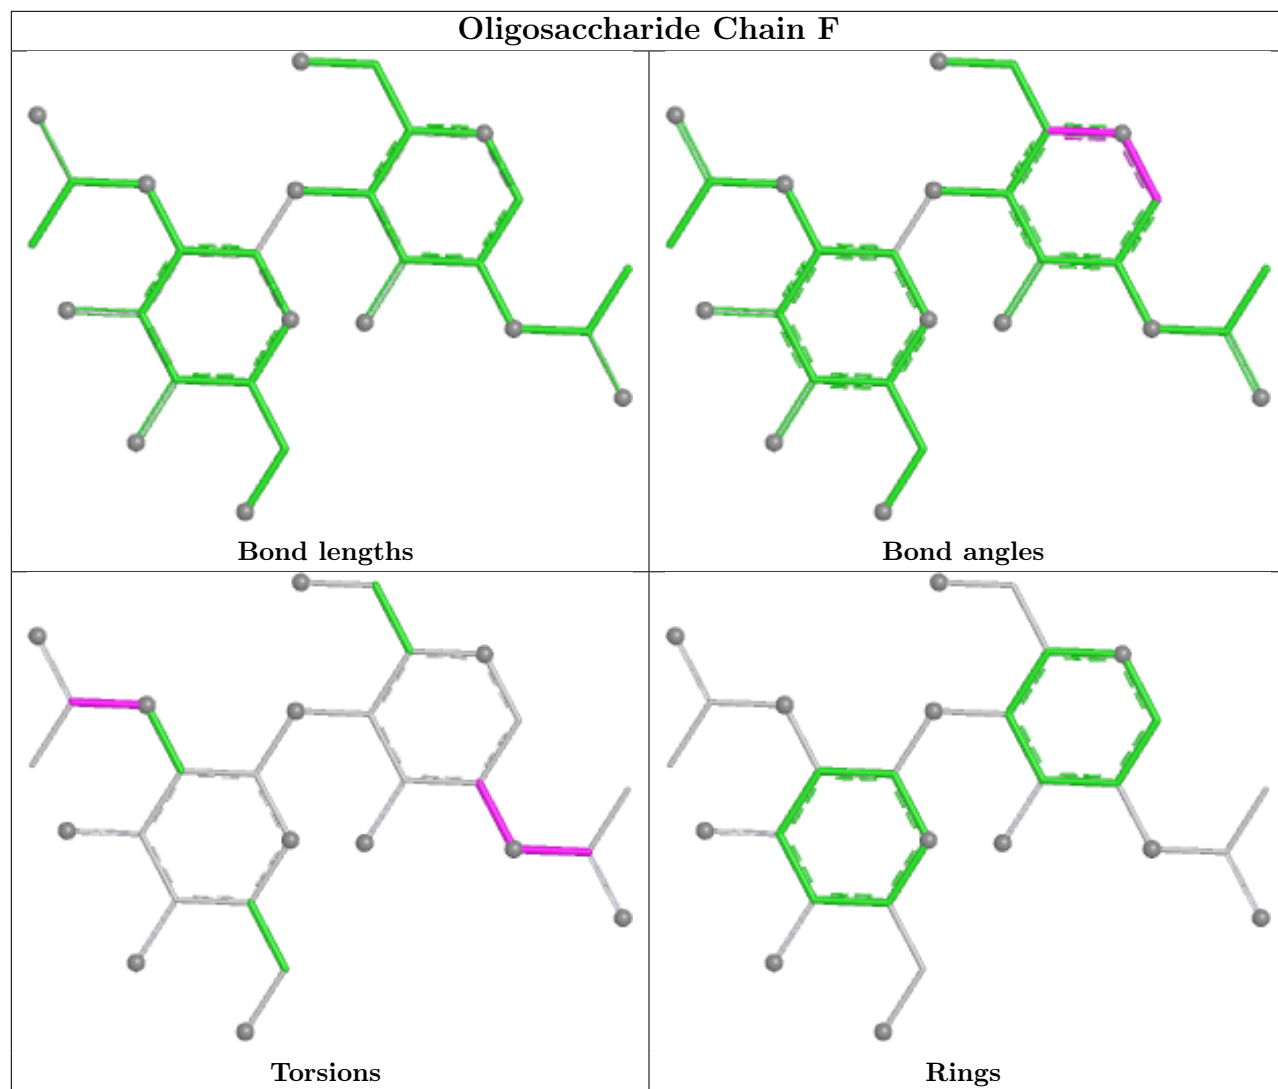 Oligosaccharide Chain F
Bond lengths
Bond angles
Torsions
Rings